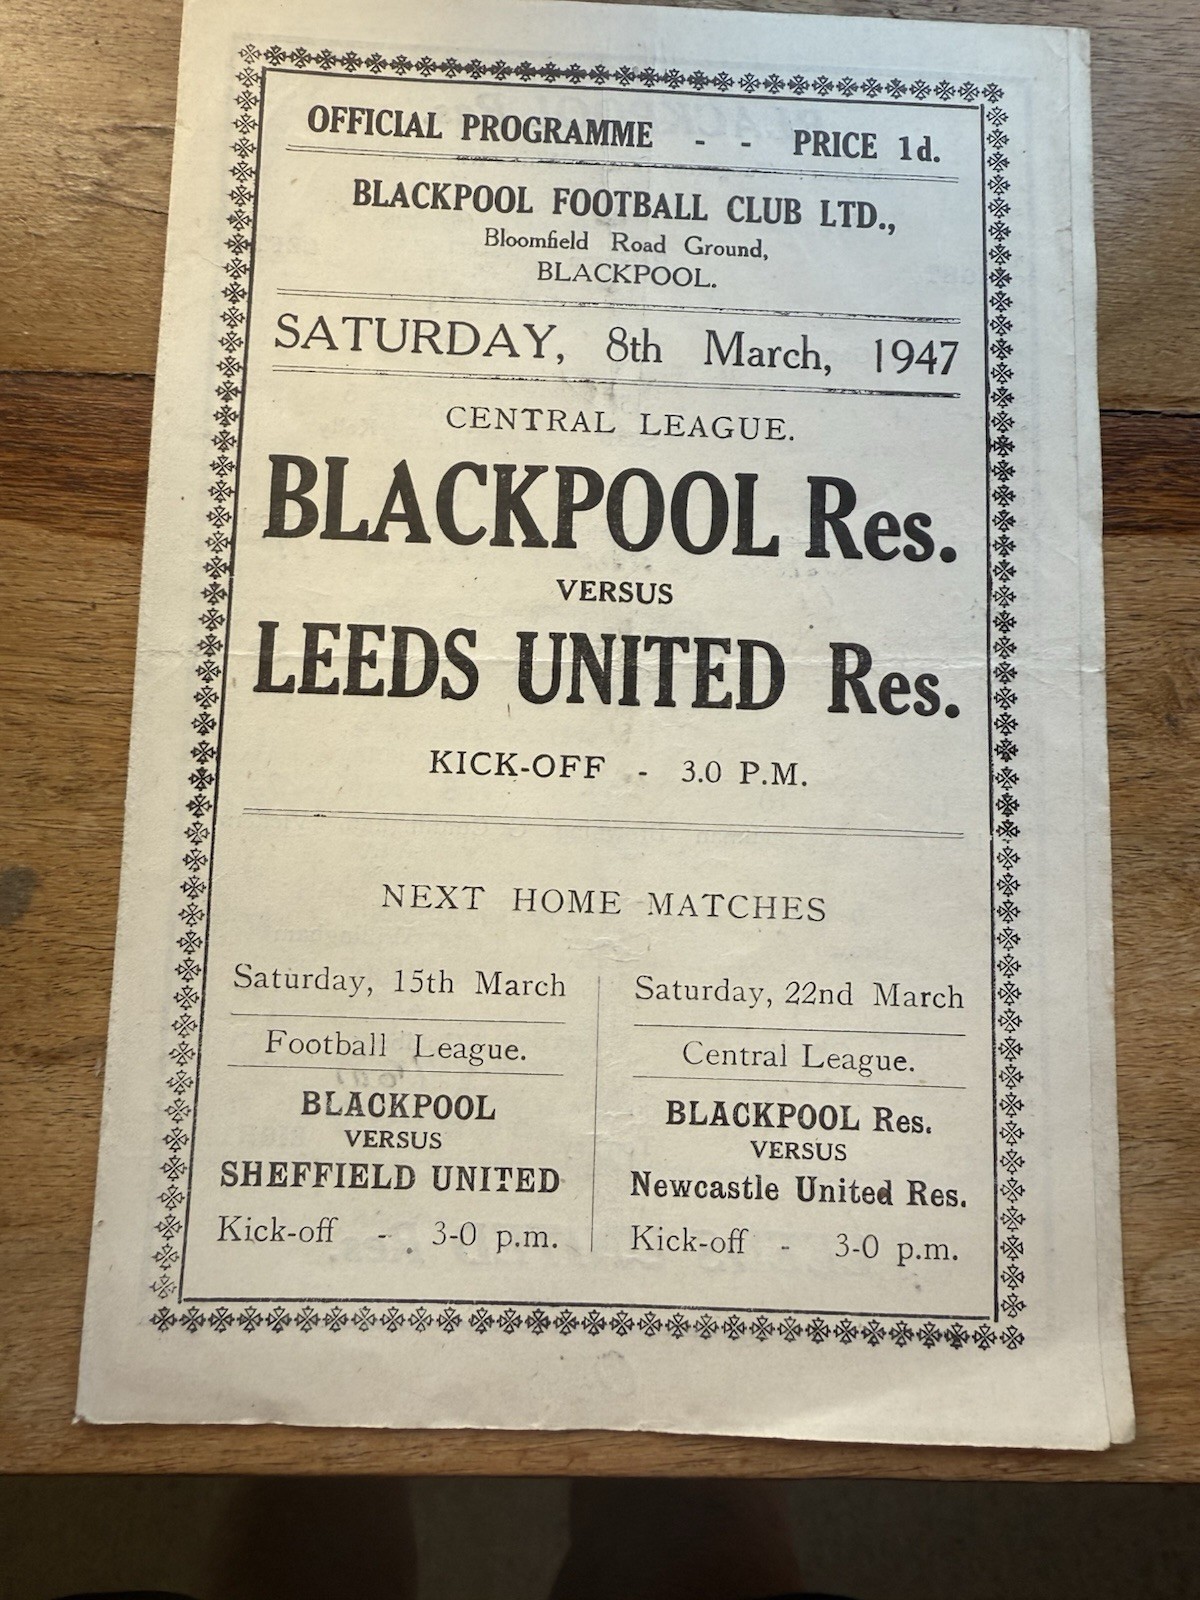 OFFICIAL PROGRAMME - - PRICE 1d.
BLACKPOOL FOOTBALL CLUB LTD.,
Bloomfield Road Ground,
BLACKPOOL.
SATURDAY, 8th March, 1947
CENTRAL LEAGUE.
BLACKPOOL Res.
VERSUS
LEEDS UNITED Res.
KICK-OFF - 3.0 P.M.
NEXT HOME MATCHES
Saturday, 15th March
Football League.
BLACKPOOL
VERSUS
SHEFFIELD UNITED
Kick-off - 3-0 p.m.
Saturday, 22nd March
Central League.
BLACKPOOL Res.
VERSUS
Newcastle United Res.
Kick-off - 3-0 p.m.